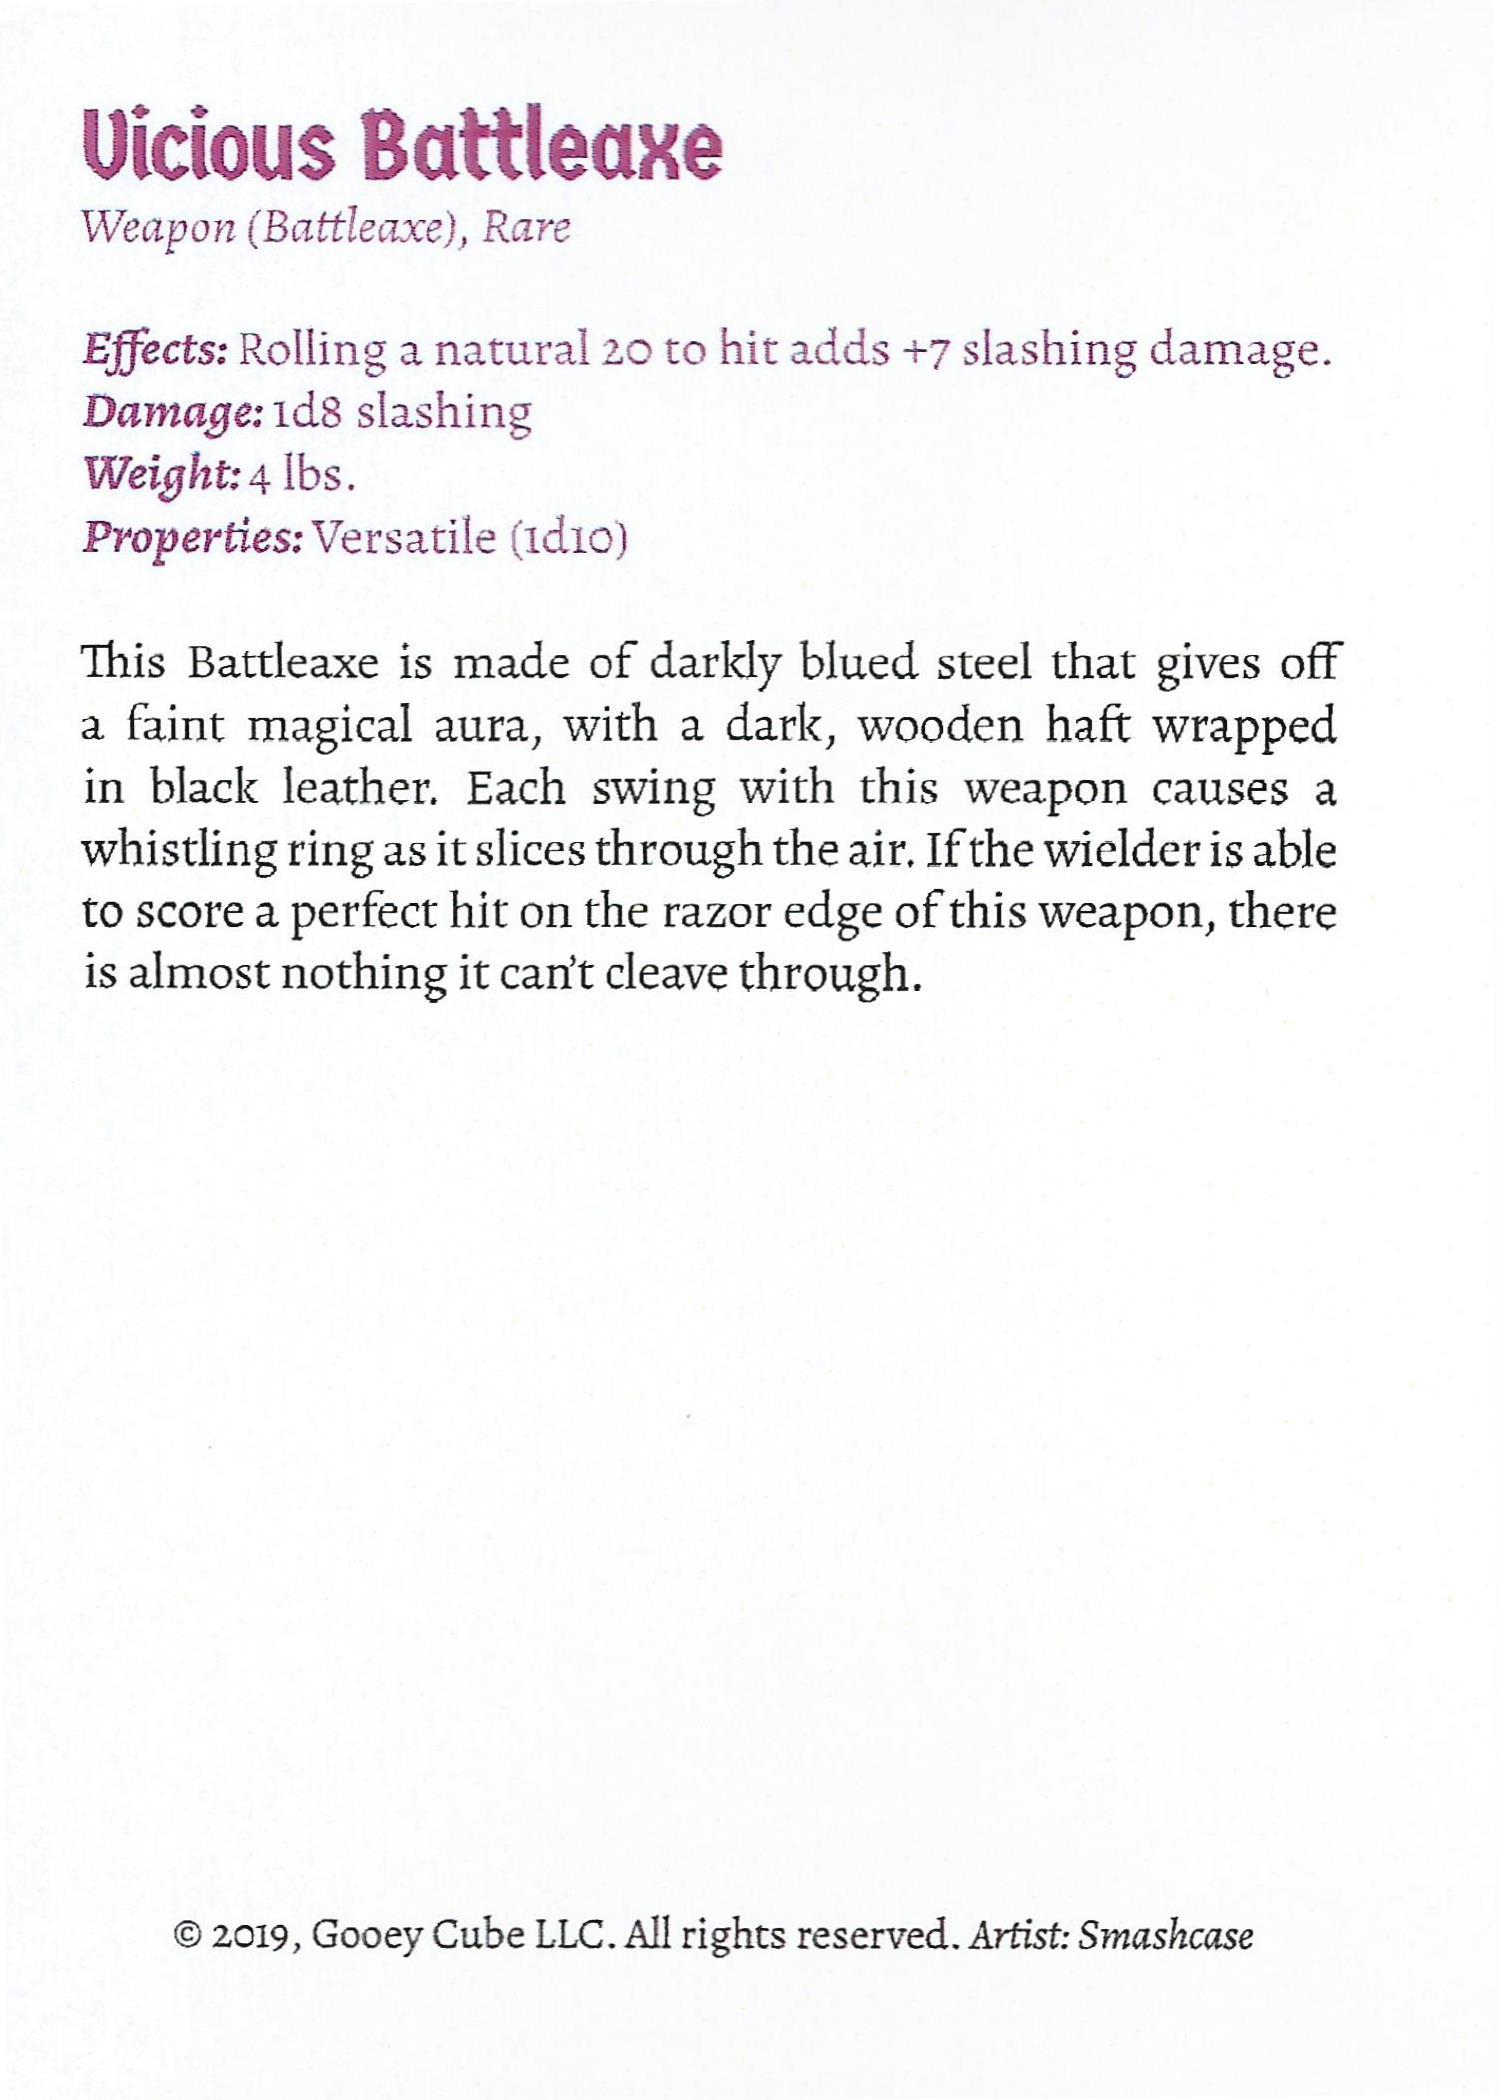 Vicious Battleaxe
Weapon (Battleaxe), Rare
Effects: Rolling a natural 20 to hit adds +7 slashing damage.
Damage: 1d8 slashing
Weight: 4 lbs.
Properties: Versatile (1d10)
This Battleaxe is made of darkly blued steel that gives off
a faint magical aura, with a dark, wooden haft wrapped
in black leather. Each swing with this weapon causes a
whistling ring as it slices through the air. If the wielder is able
to score a perfect hit on the razor edge of this weapon, there
is almost nothing it can't cleave through.
© 2019, Gooey Cube LLC. All rights reserved. Artist: Smashcase